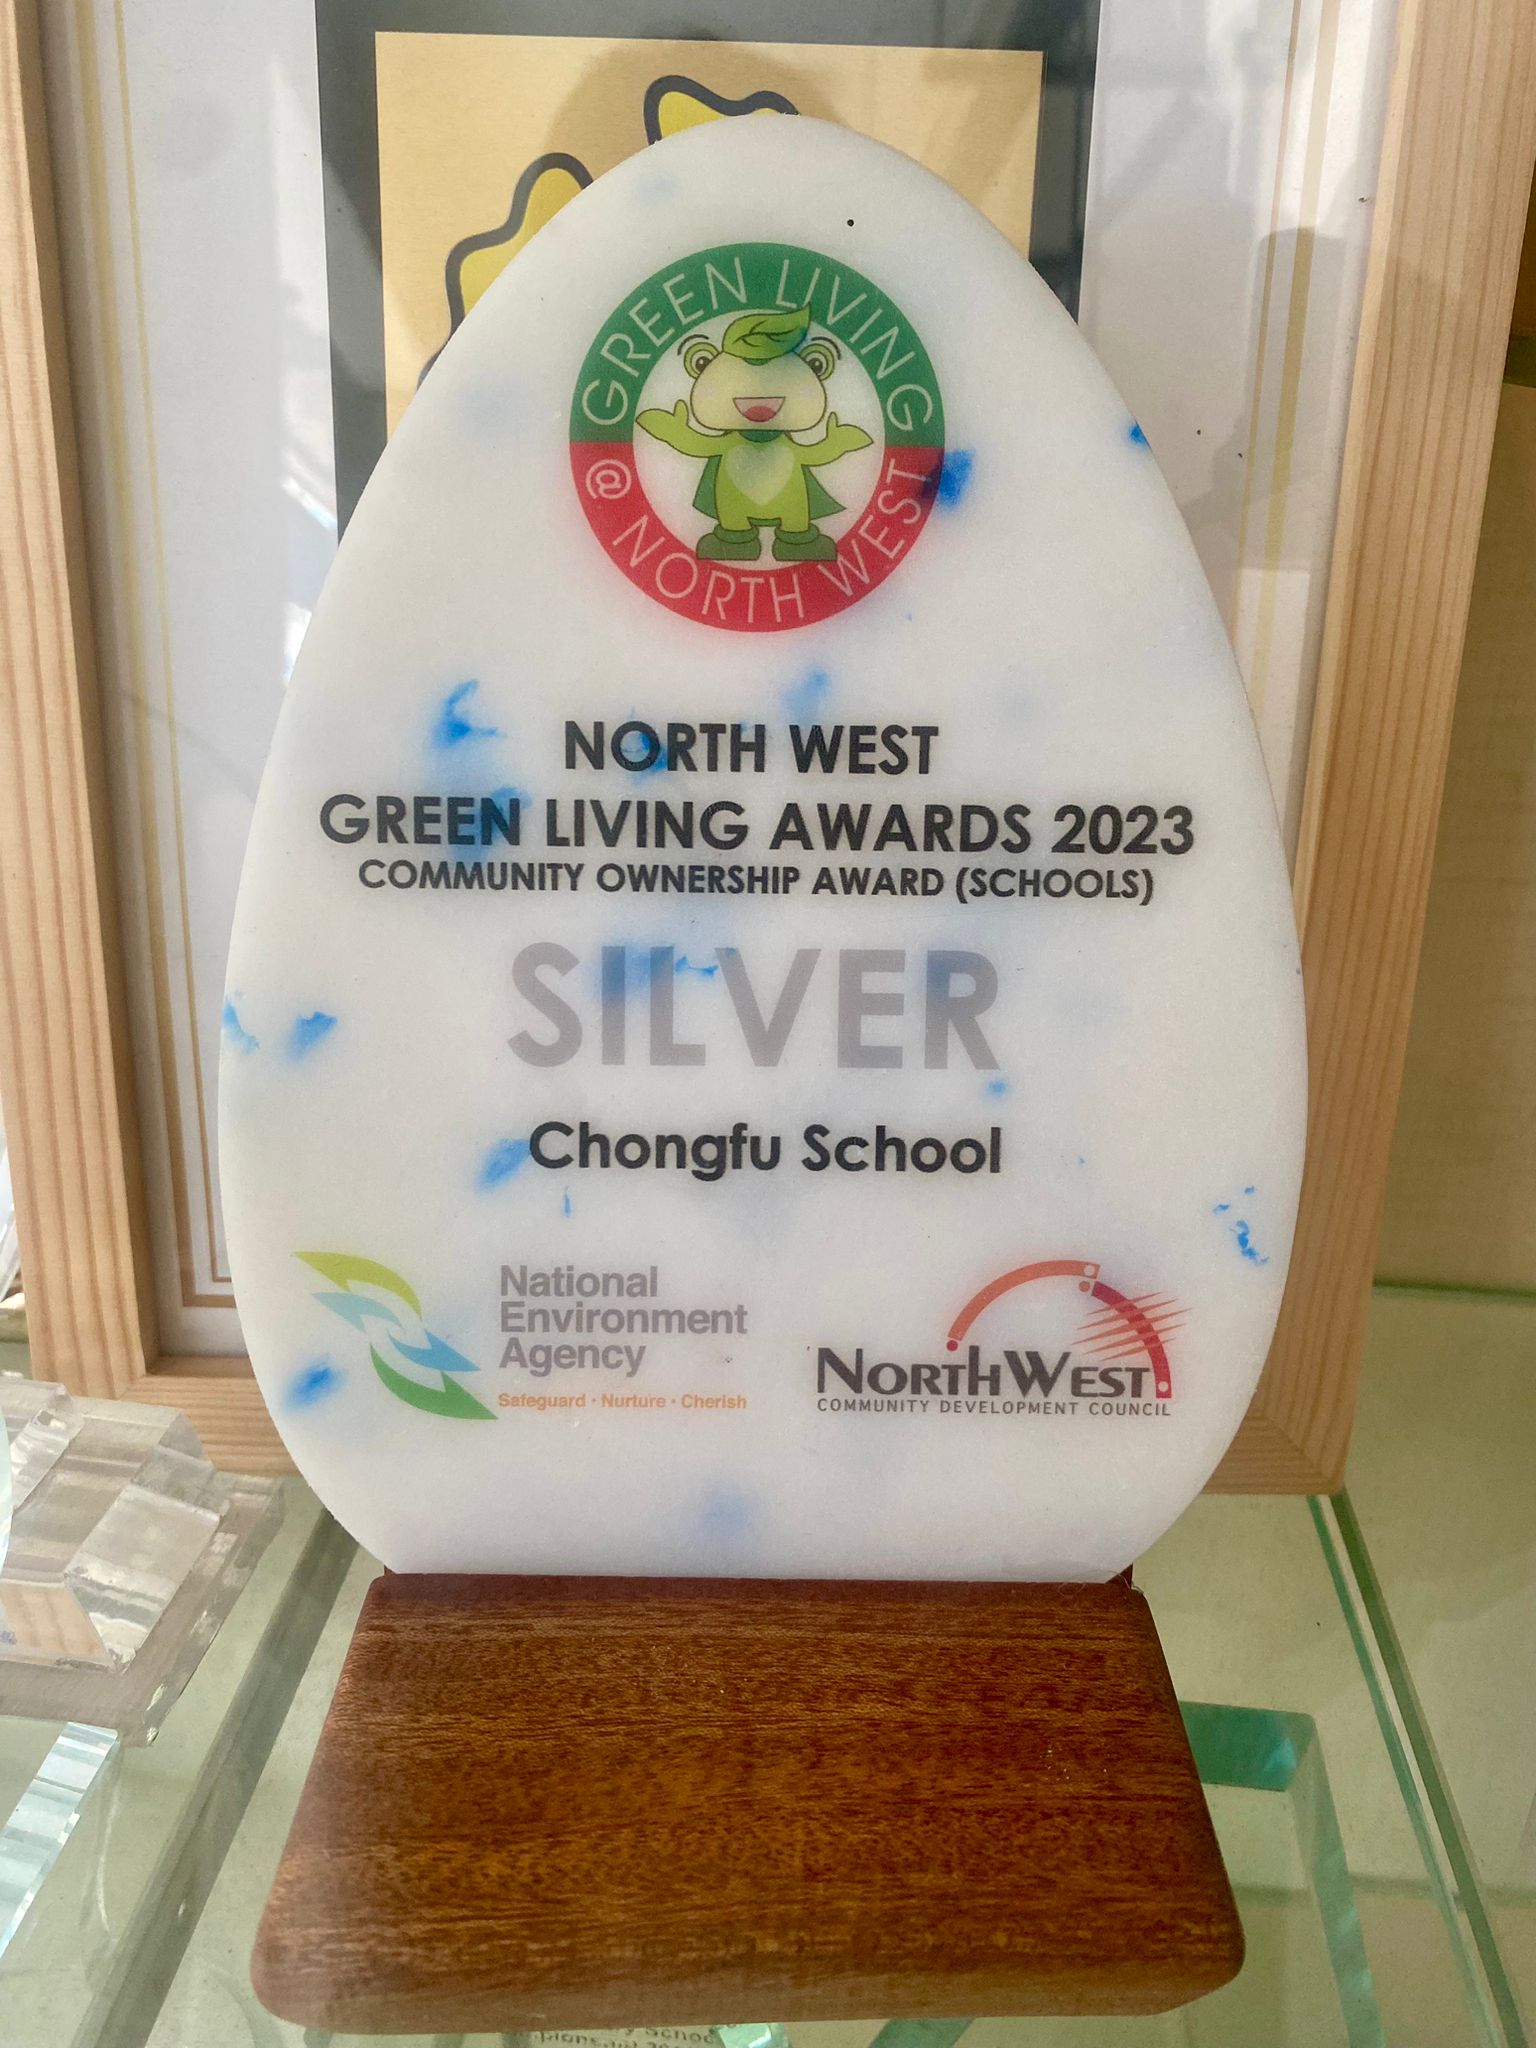 GREEN LIVING
@ NORTH WEST
NORTH WEST
GREEN LIVING AWARDS 2023
COMMUNITY OWNERSHIP AWARD (SCHOOLS)
SILVER
Chongfu School
National
Environment
Agency
Safeguard · Nurture · Cherish
NORTHWEST
COMMUNITY DEVELOPMENT COUNCIL